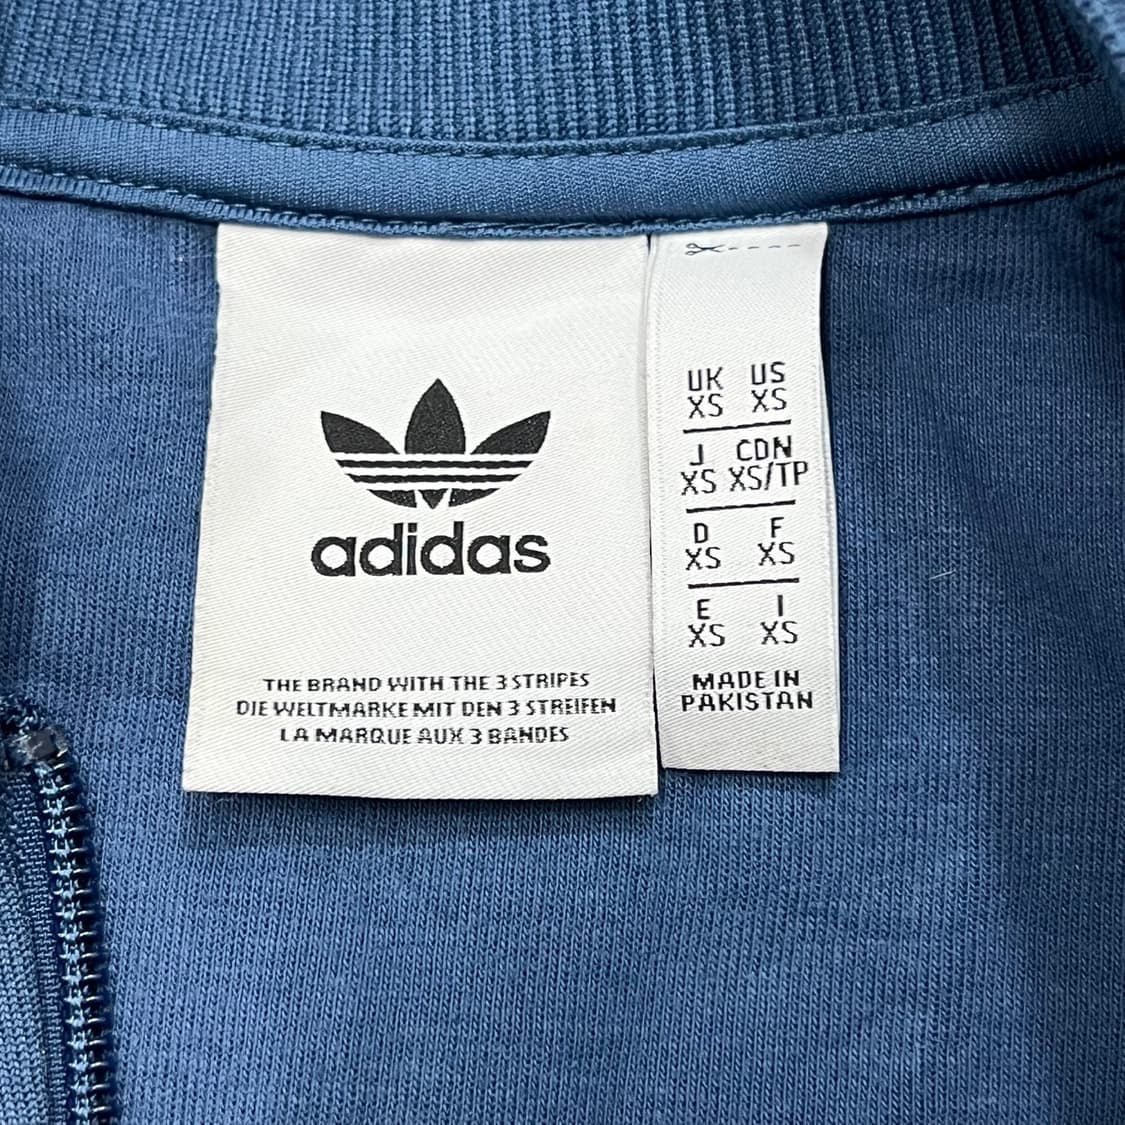 adidas
THE BRAND WITH THE 3 STRIPES
DIE WELTMARKE MIT DEN 3 STREIFEN
LA MARQUE AUX 3 BANDES
UK US
XS XS
J CDN
XS XS/TP
D F
XS XS
E I
XS XS
MADE IN
PAKISTAN